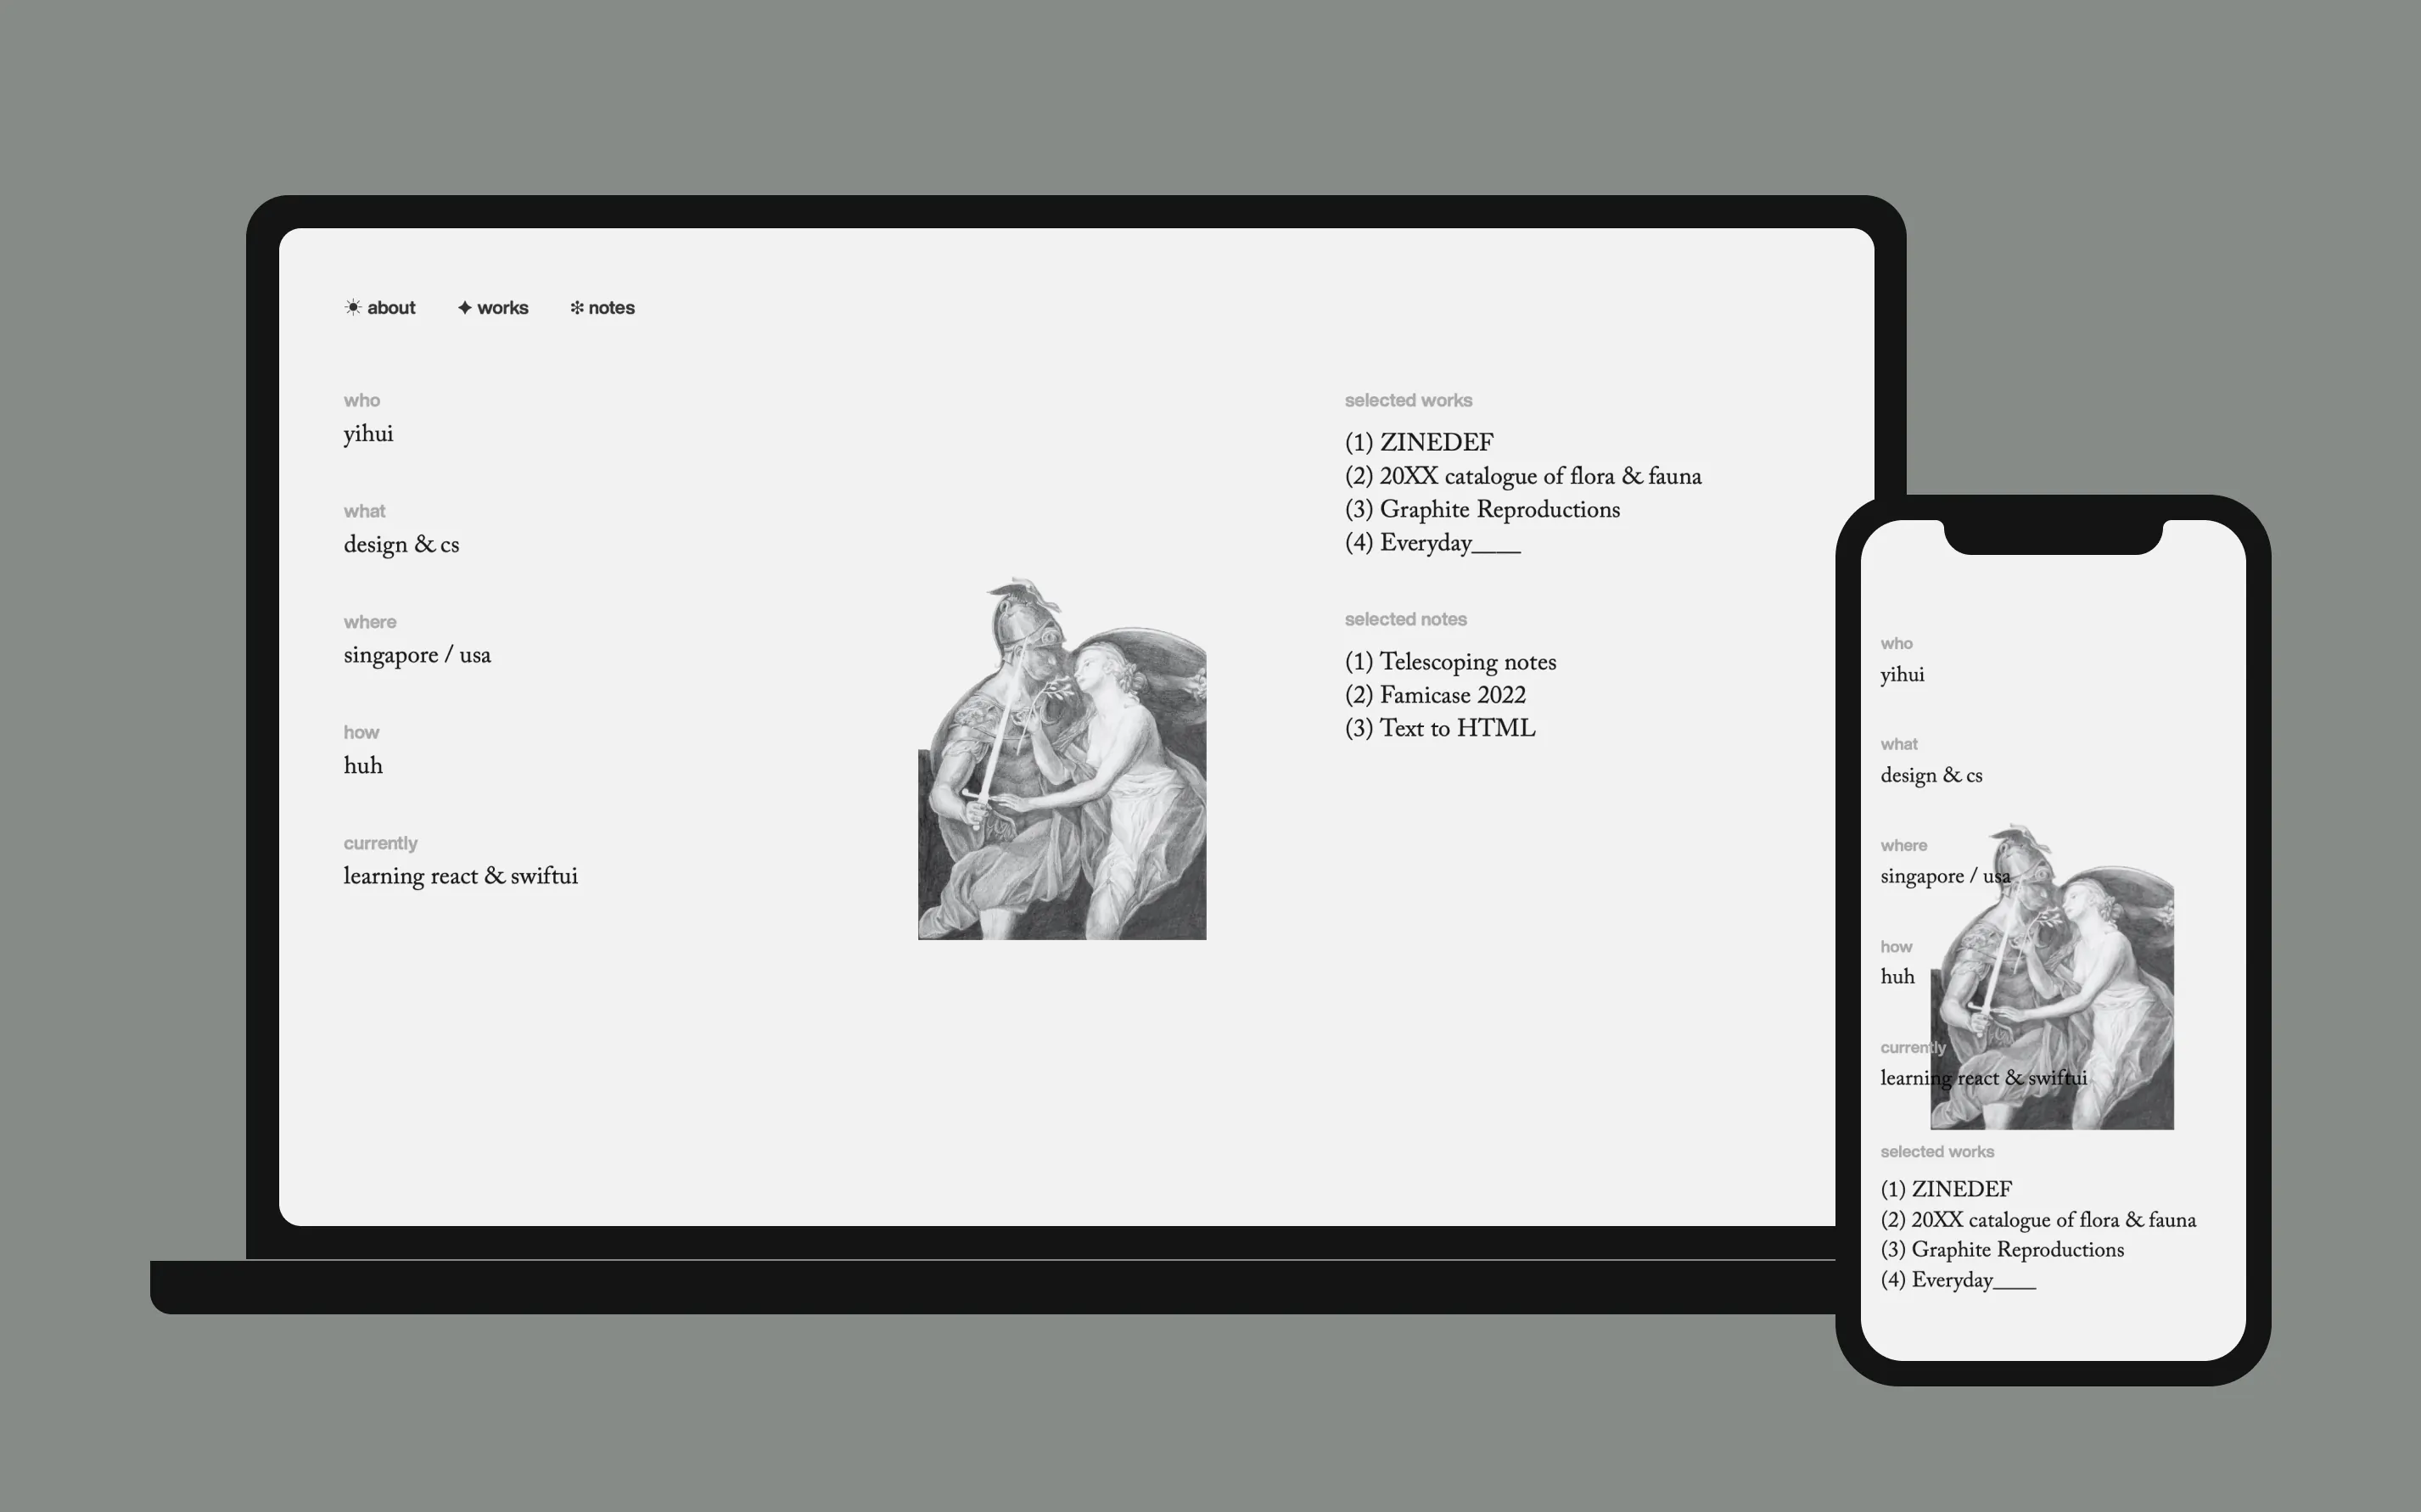 ☀ about ✦ works ❇ notes
who
yihui
what
design & cs
where
singapore / usa
how
huh
currently
learning react & swiftui
selected works
(1) ZINEDEF
(2) 20XX catalogue of flora & fauna
(3) Graphite Reproductions
(4) Everyday____
selected notes
(1) Telescoping notes
(2) Famicase 2022
(3) Text to HTML
who
yihui
what
design & cs
where
singapore / usa
how
huh
currently
learning react & swiftui
selected works
(1) ZINEDEF
(2) 20XX catalogue of flora & fauna
(3) Graphite Reproductions
(4) Everyday____